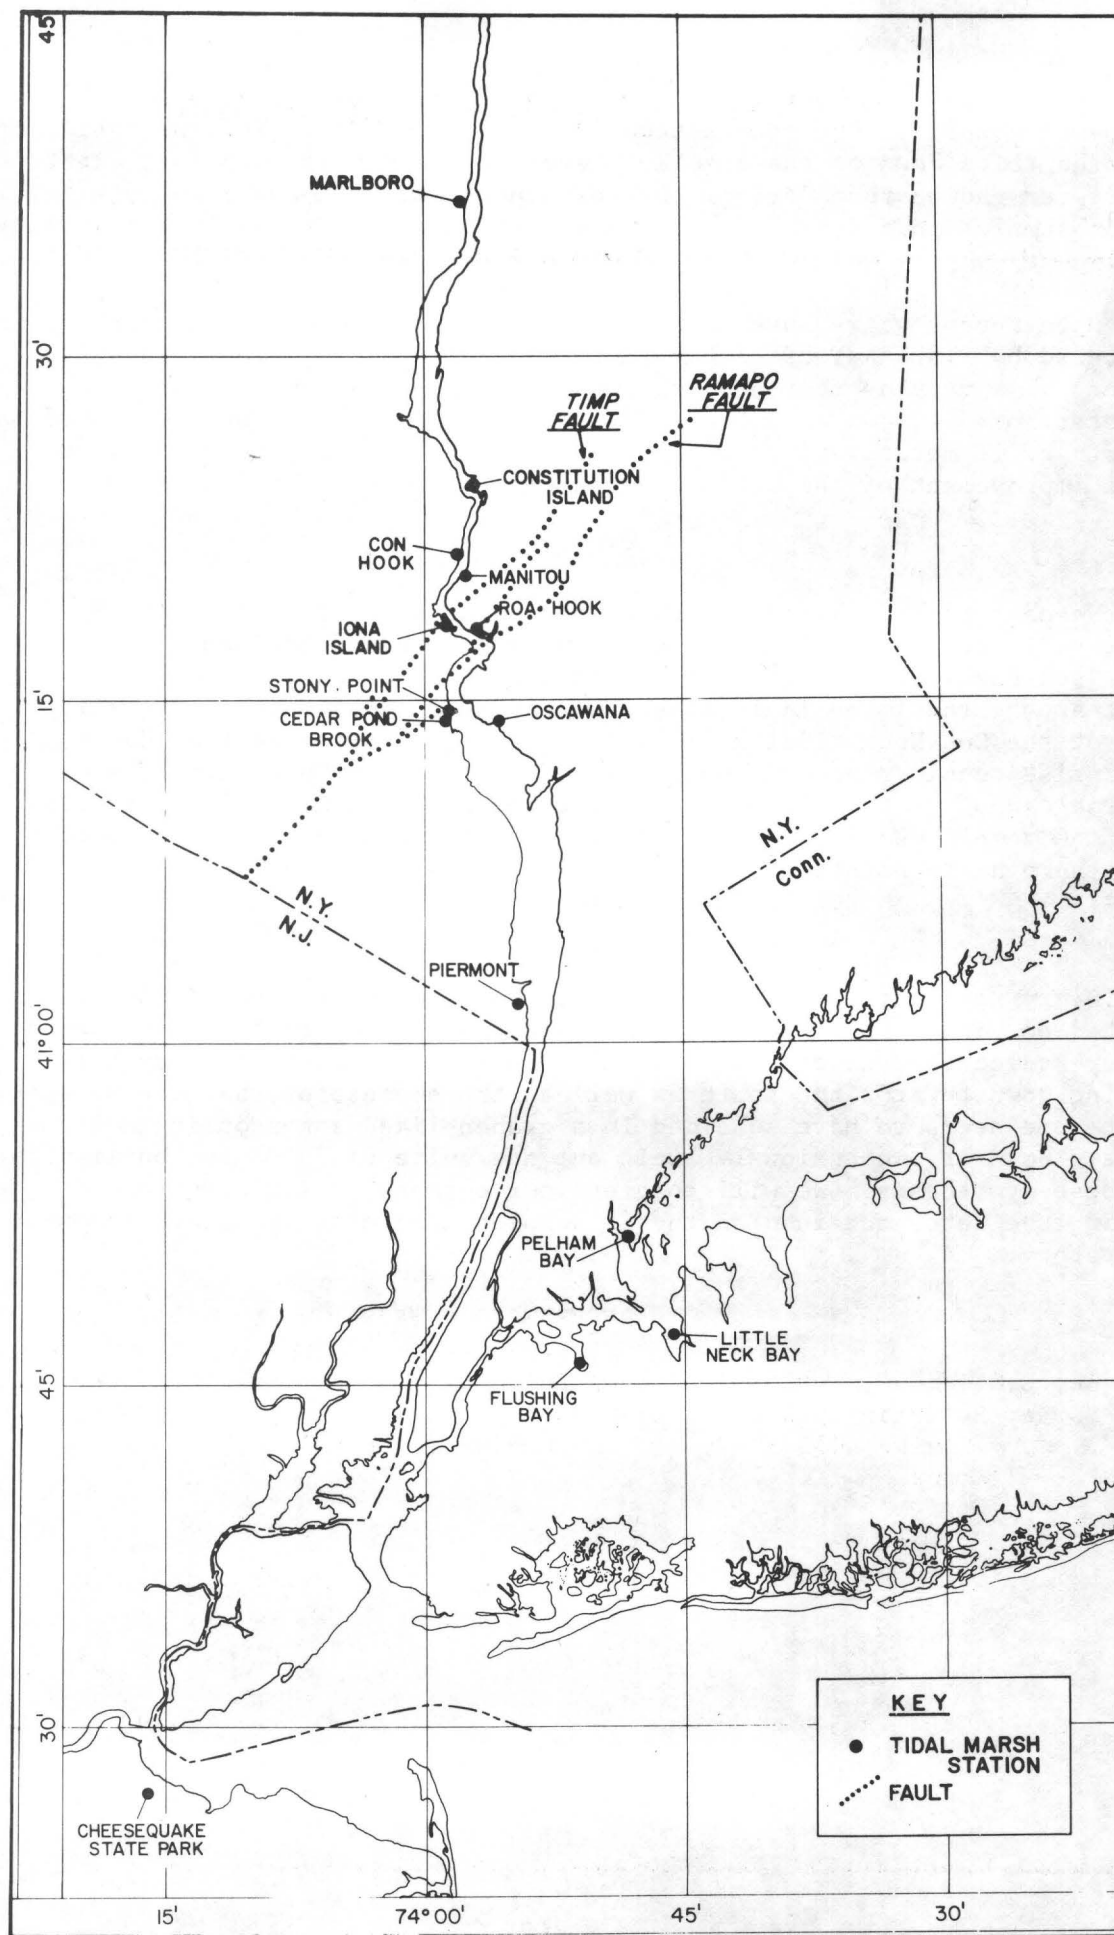 45'
MARLBORO
30'
RAMAPO
FAULT
TIMP
FAULT
CONSTITUTION
ISLAND
CON
HOOK
MANITOU
ROA HOOK
IONA
ISLAND
15'
STONY POINT
CEDAR POND
BROOK
OSCAWANA
N.Y.
Conn.
N.Y.
N.J.
PIERMONT
41°00'
PELHAM
BAY
LITTLE
NECK BAY
45'
FLUSHING
BAY
30'
KEY
TIDAL MARSH
STATION
FAULT
CHEESEQUAKE
STATE PARK
15'
74°00'
45'
30'